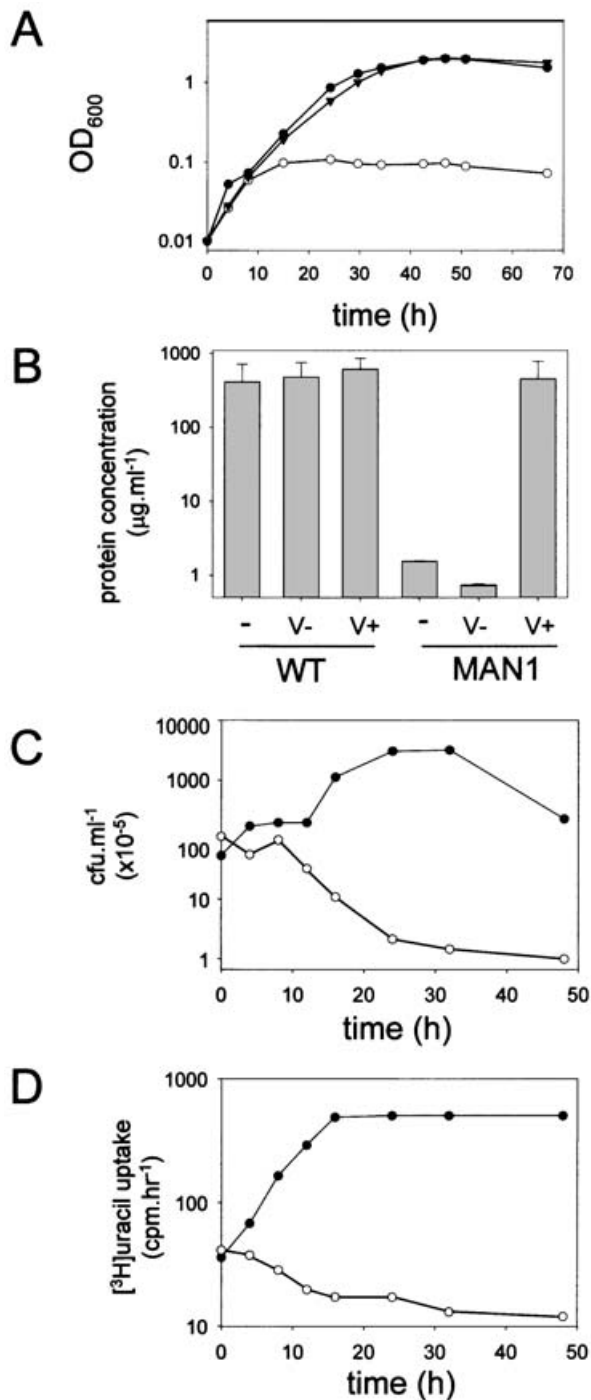 A
OD₆₀₀
1
0.1
0.01
0 10 20 30 40 50 60 70
time (h)
B
protein concentration
(µg.ml⁻¹)
1000
100
10
1
- V- V+ - V- V+
WT MAN1
C
cfu.ml⁻¹
(x10⁻⁵)
10000
1000
100
10
1
0 10 20 30 40 50
time (h)
D
[³H]uracil uptake
(cpm.hr⁻¹)
1000
100
10
0 10 20 30 40 50
time (h)